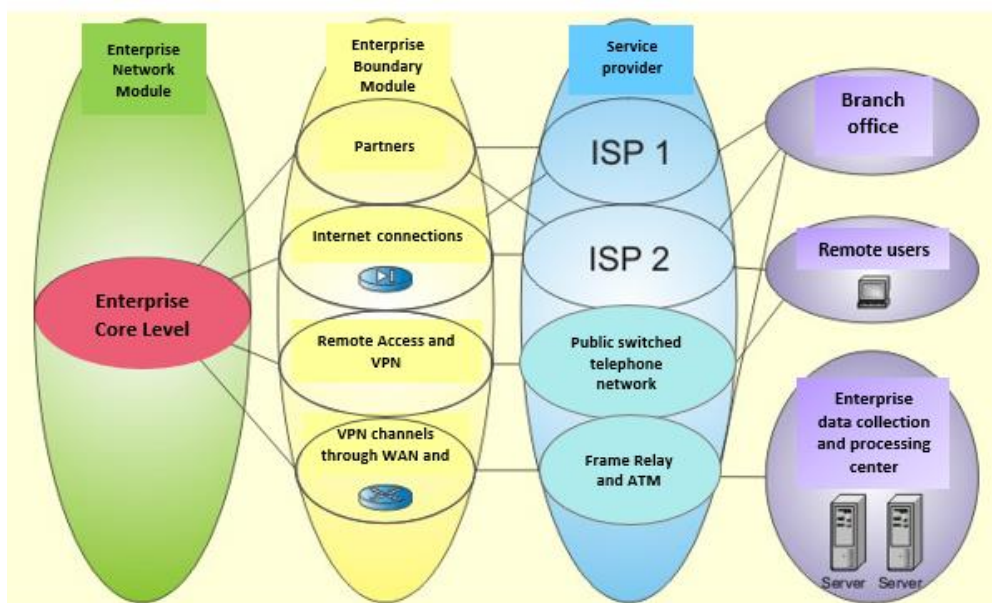 Enterprise
Network
Module
Enterprise
Core Level
Enterprise
Boundary
Module
Partners
Internet connections
Remote Access and
VPN
VPN channels
through WAN and
Service
provider
ISP 1
ISP 2
Public switched
telephone
network
Frame Relay
and ATM
Branch
office
Remote users
Enterprise
data collection
and processing
center
Server Server